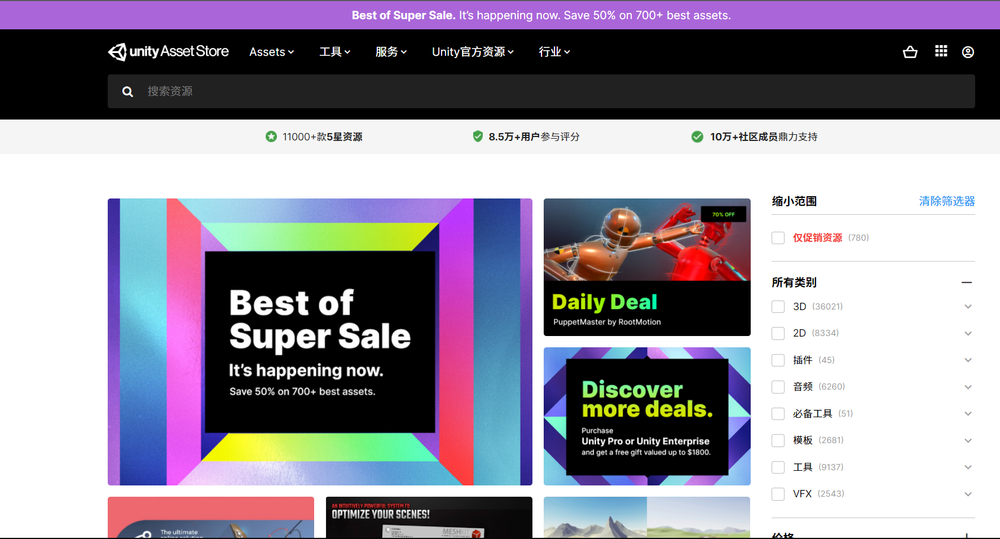 Best of Super Sale. It's happening now. Save 50% on 700+ best assets.
unity Asset Store
Assets
工具
服务
Unity官方资源
行业
搜索资源
11000+款5星资源
8.5万+用户参与评分
10万+社区成员鼎力支持
Best of
Super Sale
It's happening now.
Save 50% on 700+ best assets.
70% OFF
Daily Deal
PuppetMaster by RootMotion
Discover
more deals.
Purchase
Unity Pro or Unity Enterprise
and get a free gift valued up to $1800.
The ultimate
spline solution
AN INTUITIVELY POWERFUL SYSTEM TO
OPTIMIZE YOUR SCENES!
MESHKIT
缩小范围
清除筛选器
仅促销资源 (780)
所有类别
3D (36021)
2D (8334)
插件 (45)
音频 (6260)
必备工具 (51)
模板 (2681)
工具 (9137)
VFX (2543)
价格